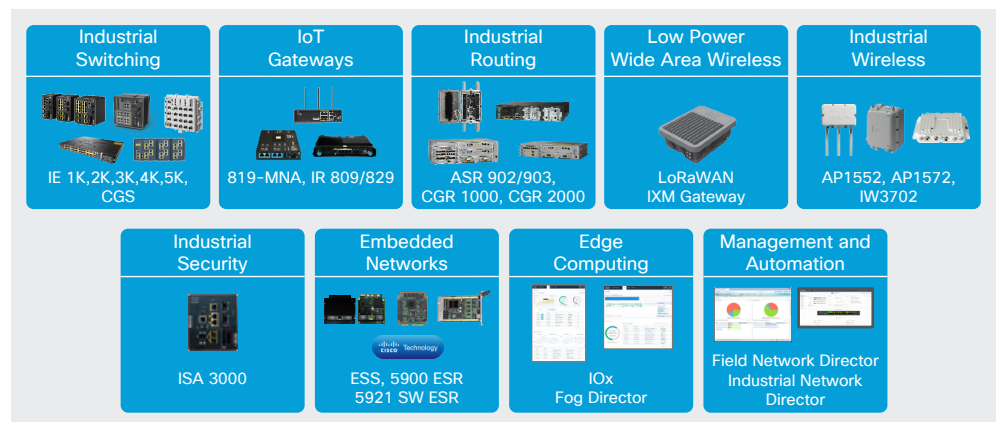 Industrial
Switching
IE 1K,2K,3K,4K,5K,
CGS
IoT
Gateways
819-MNA, IR 809/829
Industrial
Routing
ASR 902/903,
CGR 1000, CGR 2000
Low Power
Wide Area Wireless
LoRaWAN
IXM Gateway
Industrial
Wireless
AP1552, AP1572,
IW3702
Industrial
Security
ISA 3000
Embedded
Networks
CISCO Technology
ESS, 5900 ESR
5921 SW ESR
Edge
Computing
IOx
Fog Director
Management and
Automation
Field Network Director
Industrial Network
Director